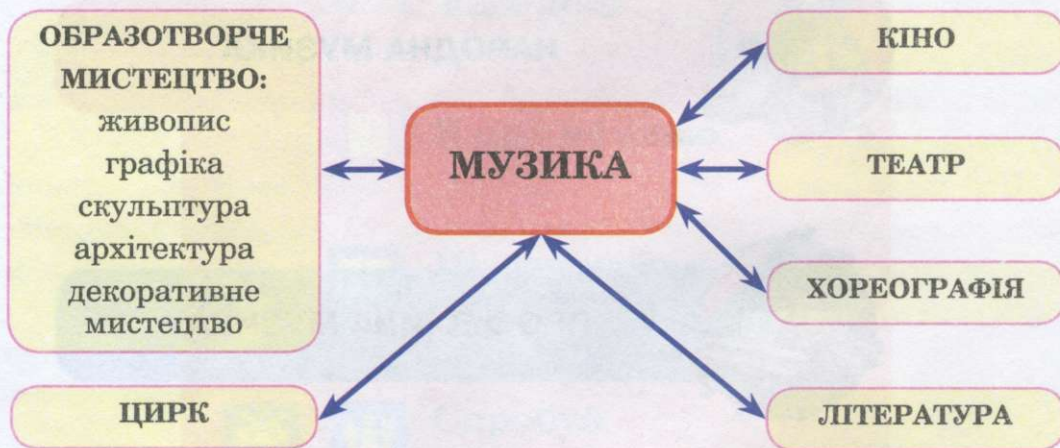 ОБРАЗОТВОРЧЕ
МИСТЕЦТВО:
живопис
графіка
скульптура
архітектура
декоративне
мистецтво
ЦИРК
МУЗИКА
КІНО
ТЕАТР
ХОРЕОГРАФІЯ
ЛІТЕРАТУРА